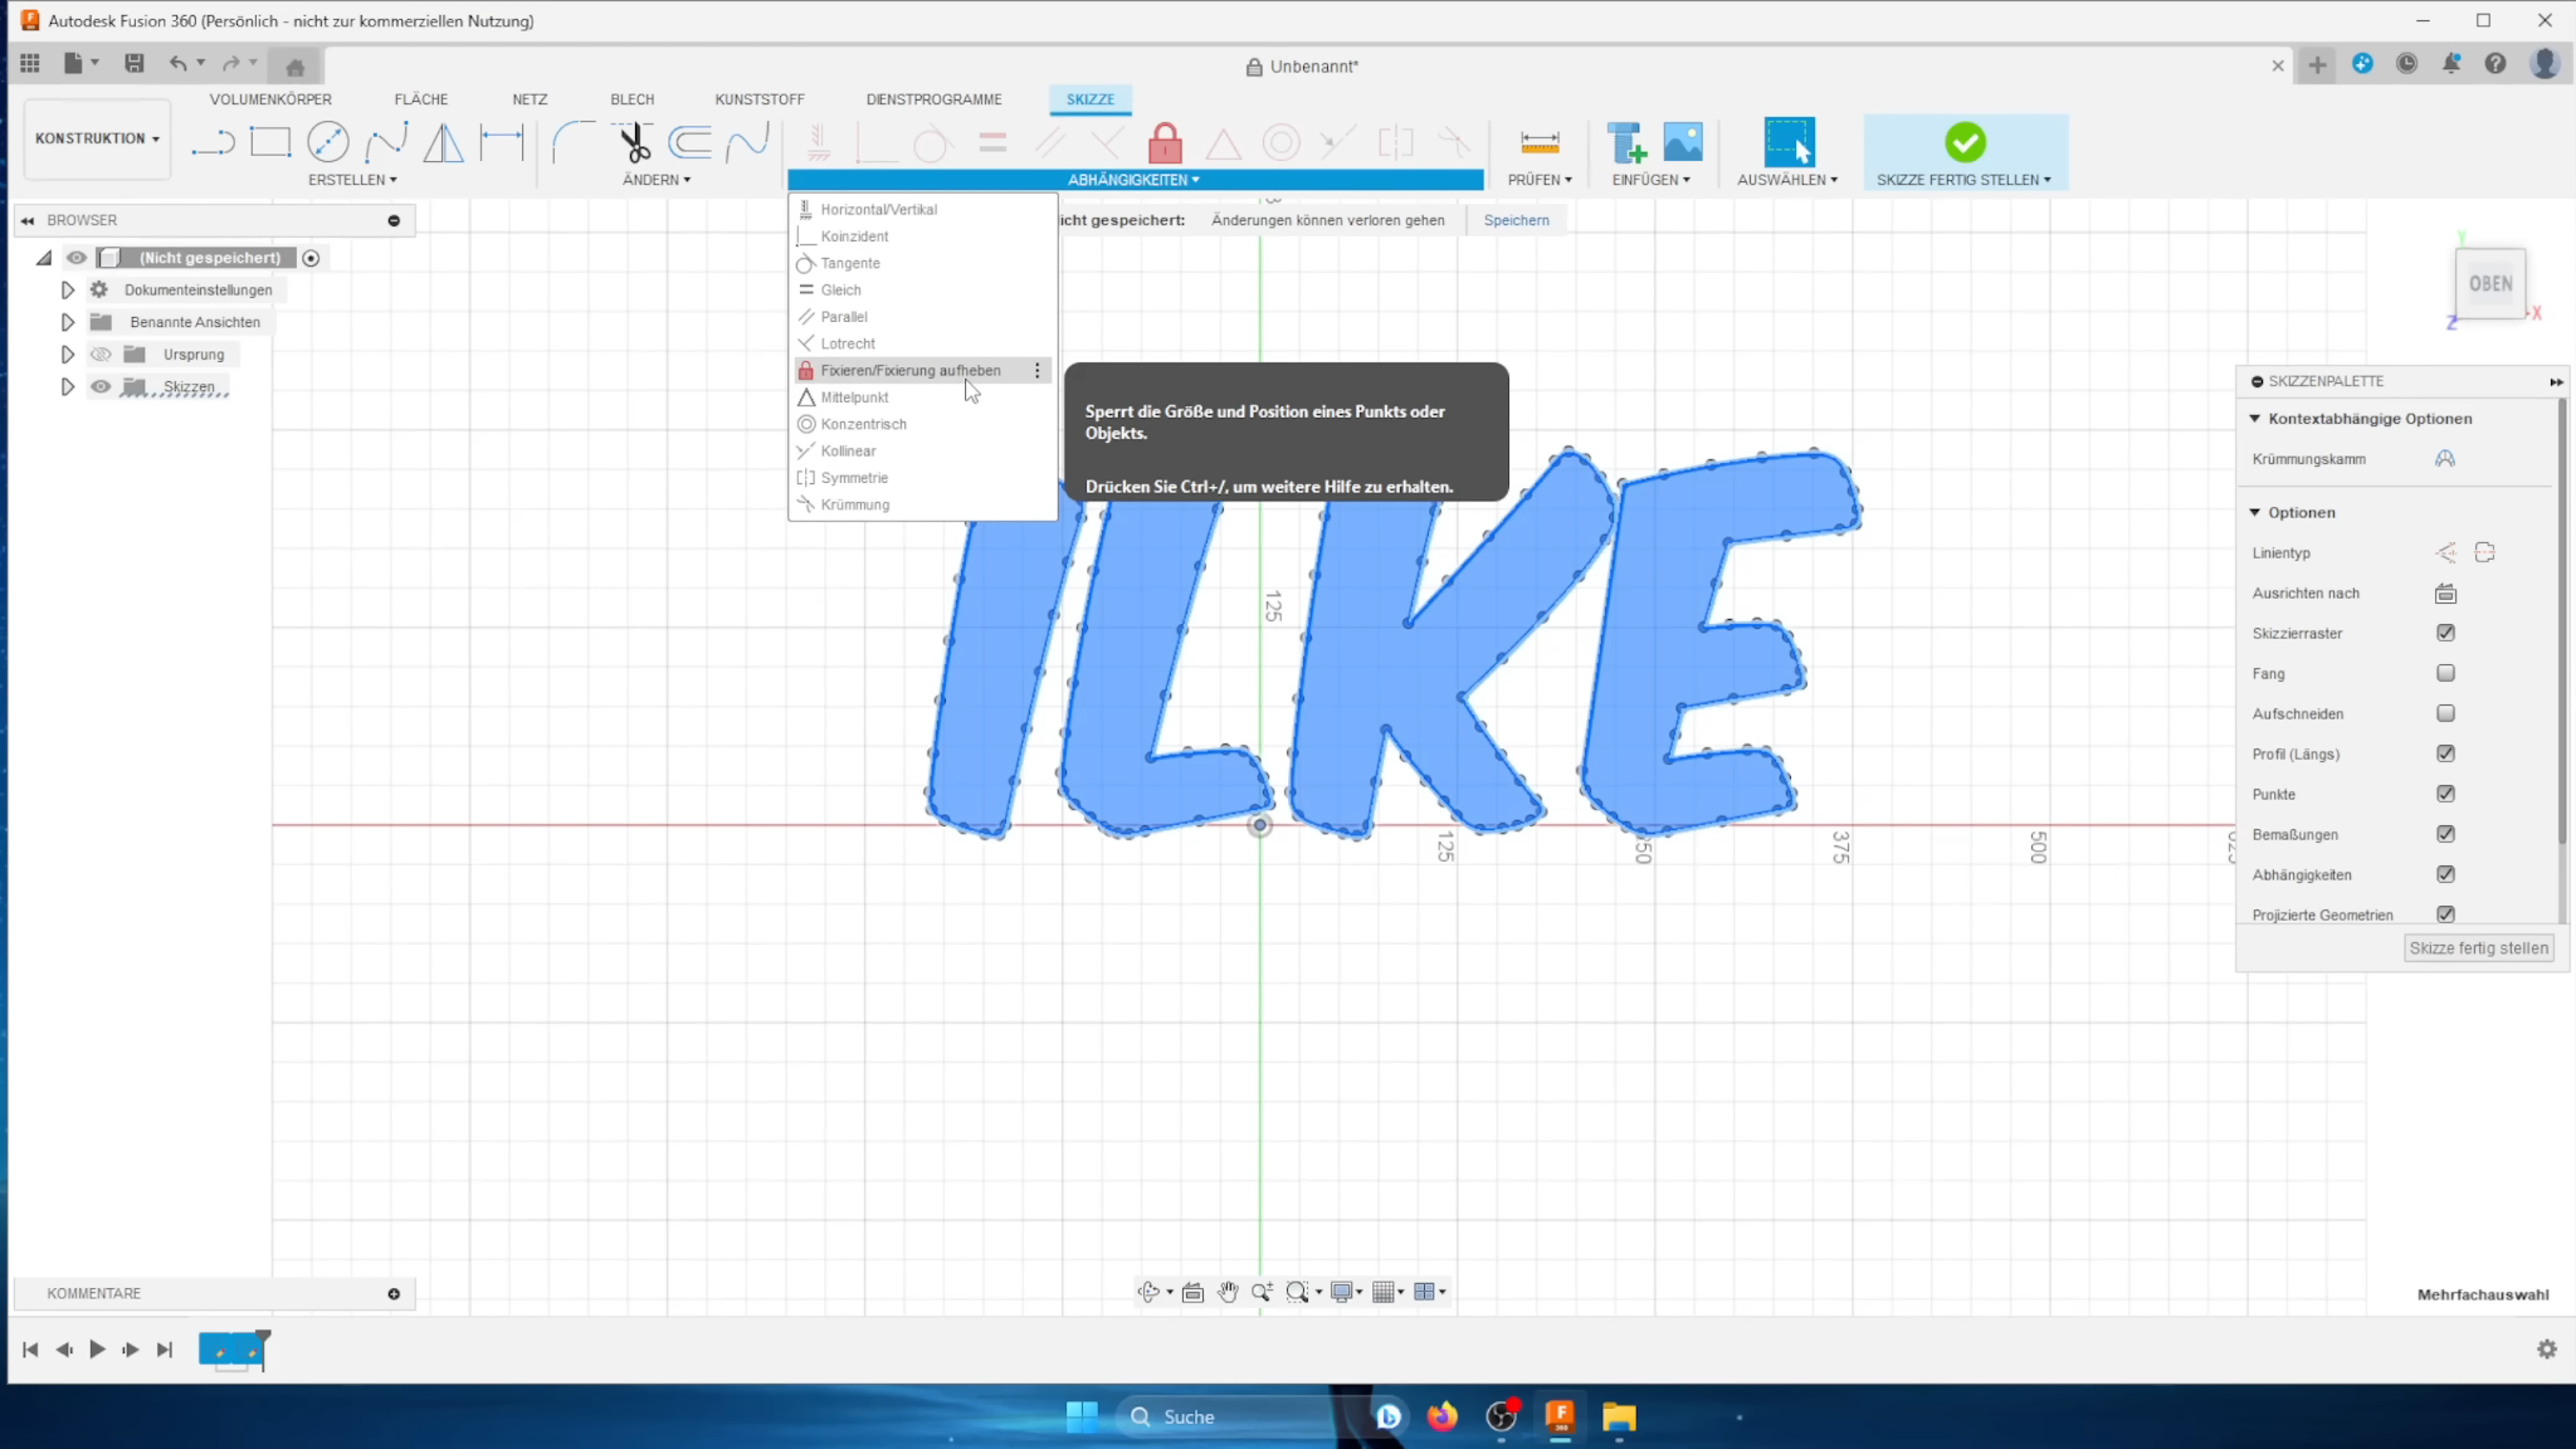 Autodesk Fusion 360 (Persönlich - nicht zur kommerziellen Nutzung)
Unbenannt*
VOLUMENKÖRPER FLÄCHE NETZ BLECH KUNSTSTOFF DIENSTPROGRAMME SKIZZE
KONSTRUKTION
ERSTELLEN ÄNDERN ABHÄNGIGKEITEN PRÜFEN EINFÜGEN AUSWÄHLEN SKIZZE FERTIG STELLEN
BROWSER
(Nicht gespeichert)
Dokumenteinstellungen
Benannte Ansichten
Ursprung
Skizzen
Horizontal/Vertikal
Koinzident
Tangente
Gleich
Parallel
Lotrecht
Fixieren/Fixierung aufheben
Mittelpunkt
Konzentrisch
Kollinear
Symmetrie
Krümmung
icht gespeichert: Änderungen können verloren gehen Speichern
Sperrt die Größe und Position eines Punkts oder
Objekts.
Drücken Sie Ctrl+/, um weitere Hilfe zu erhalten.
Y
OBEN
Z X
ILKE
125
125 50 375 500
SKIZZENPALETTE
Kontextabhängige Optionen
Krümmungskamm
Optionen
Linientyp
Ausrichten nach
Skizzierraster
Fang
Aufschneiden
Profil (Längs)
Punkte
Bemaßungen
Abhängigkeiten
Projizierte Geometrien
Skizze fertig stellen
KOMMENTARE
Mehrfachauswahl
Suche